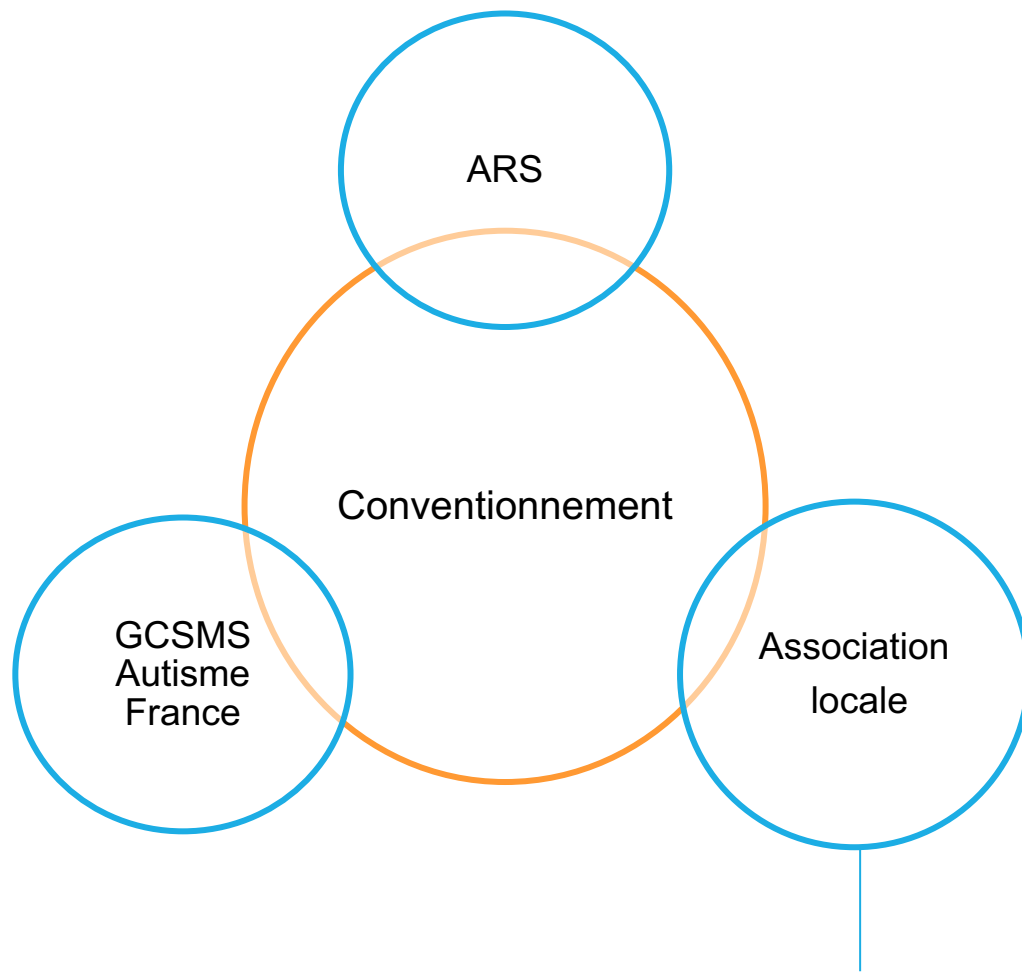 ARS
Conventionnement
GCSMS
Autisme
France
Association
locale